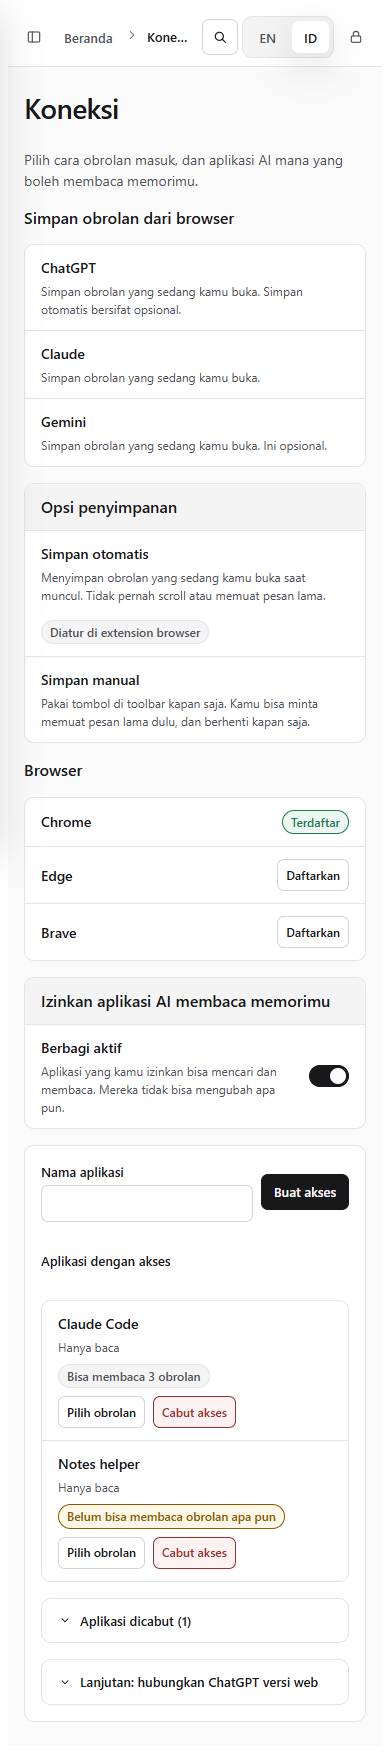 Beranda > Kone... EN ID
Koneksi
Pilih cara obrolan masuk, dan aplikasi AI mana yang
boleh membaca memorimu.
Simpan obrolan dari browser
ChatGPT
Simpan obrolan yang sedang kamu buka. Simpan
otomatis bersifat opsional.
Claude
Simpan obrolan yang sedang kamu buka.
Gemini
Simpan obrolan yang sedang kamu buka. Ini opsional.
Opsi penyimpanan
Simpan otomatis
Menyimpan obrolan yang sedang kamu buka saat
muncul. Tidak pernah scroll atau memuat pesan lama.
Diatur di extension browser
Simpan manual
Pakai tombol di toolbar kapan saja. Kamu bisa minta
memuat pesan lama dulu, dan berhenti kapan saja.
Browser
Chrome Terdaftar
Edge Daftarkan
Brave Daftarkan
Izinkan aplikasi AI membaca memorimu
Berbagi aktif
Aplikasi yang kamu izinkan bisa mencari dan
membaca. Mereka tidak bisa mengubah apa
pun.
Nama aplikasi
Buat akses
Aplikasi dengan akses
Claude Code
Hanya baca
Bisa membaca 3 obrolan
Pilih obrolan Cabut akses
Notes helper
Hanya baca
Belum bisa membaca obrolan apa pun
Pilih obrolan Cabut akses
Aplikasi dicabut (1)
Lanjutan: hubungkan ChatGPT versi web